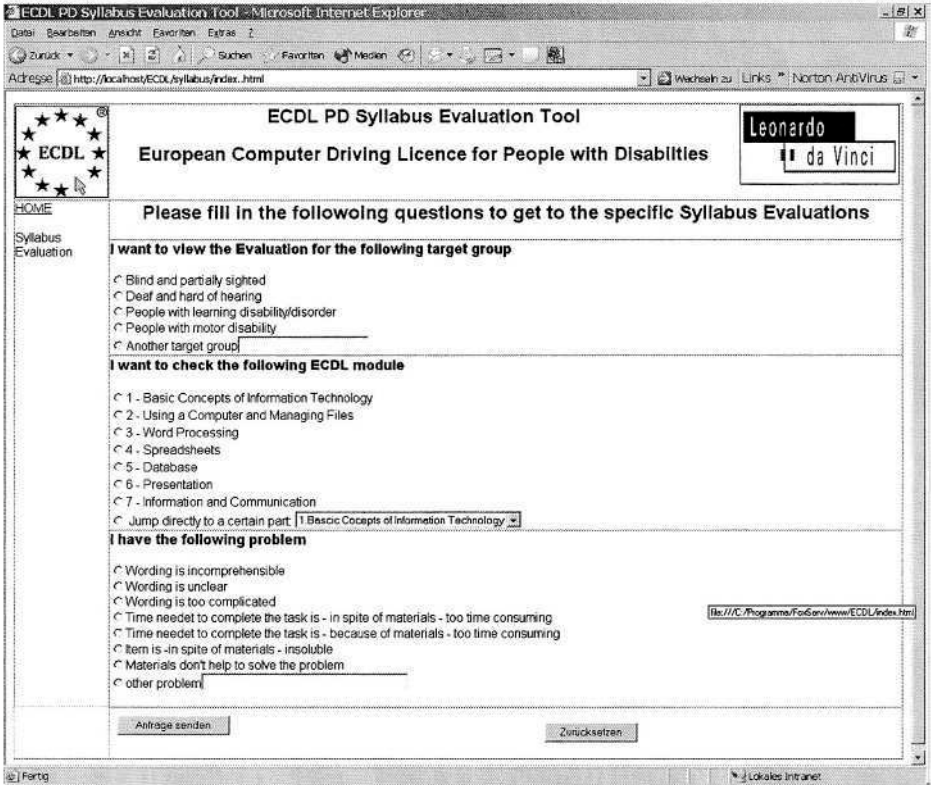 ECDL PD Syllabus Evaluation Tool - Microsoft Internet Explorer
Datei Bearbeiten Ansicht Favoriten Extras ?
Zurück Suchen Favoriten Medien
Adresse http://localhost/ECDL/syllabus/index..html Wechseln zu Links » Norton AntiVirus
®
ECDL
ECDL PD Syllabus Evaluation Tool
European Computer Driving Licence for People with Disabilties
Leonardo
da Vinci
HOME
Syllabus
Evaluation
Please fill in the followoing questions to get to the specific Syllabus Evaluations
I want to view the Evaluation for the following target group
Blind and partially sighted
Deaf and hard of hearing
People with learning disability/disorder
People with motor disability
Another target group
I want to check the following ECDL module
1 - Basic Concepts of Information Technology
2 - Using a Computer and Managing Files
3 - Word Processing
4 - Spreadsheets
5 - Database
6 - Presentation
7 - Information and Communication
Jump directly to a certain part: 1.Bascic Cocepts of Information Technology
I have the following problem
Wording is incomprehensible
Wording is unclear
Wording is too complicated
Time needet to complete the task is - in spite of materials - too time consuming
Time needet to complete the task is - because of materials - too time consuming
Item is -in spite of materials - insoluble
Materials don't help to solve the problem
other problem
file:///C:/Programme/FoxServ/www/ECDL/index.html
Anfrage senden
Zurücksetzen
Fertig
Lokales Intranet